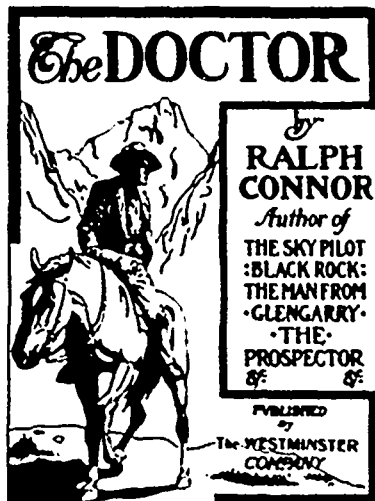 The DOCTOR
by
RALPH
CONNOR
Author of
THE SKY PILOT
:BLACK ROCK:
THE MAN FROM
·GLENGARRY·
·THE·
PROSPECTOR
&c. &c.
PUBLISHED
By
The WESTMINSTER
COMPANY